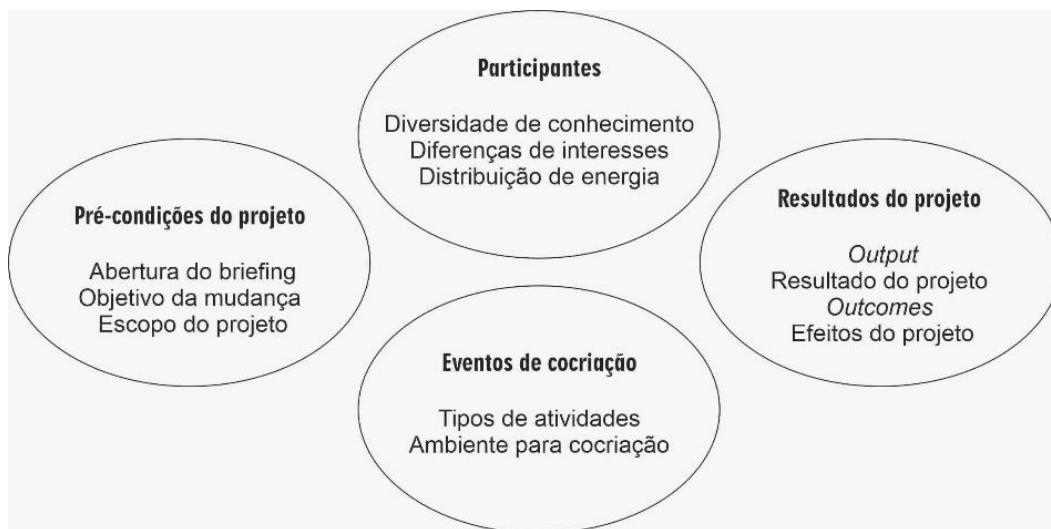 Participantes
Diversidade de conhecimento
Diferenças de interesses
Distribuição de energia
Pré-condições do projeto
Abertura do briefing
Objetivo da mudança
Escopo do projeto
Resultados do projeto
Output
Resultado do projeto
Outcomes
Efeitos do projeto
Eventos de cocriação
Tipos de atividades
Ambiente para cocriação